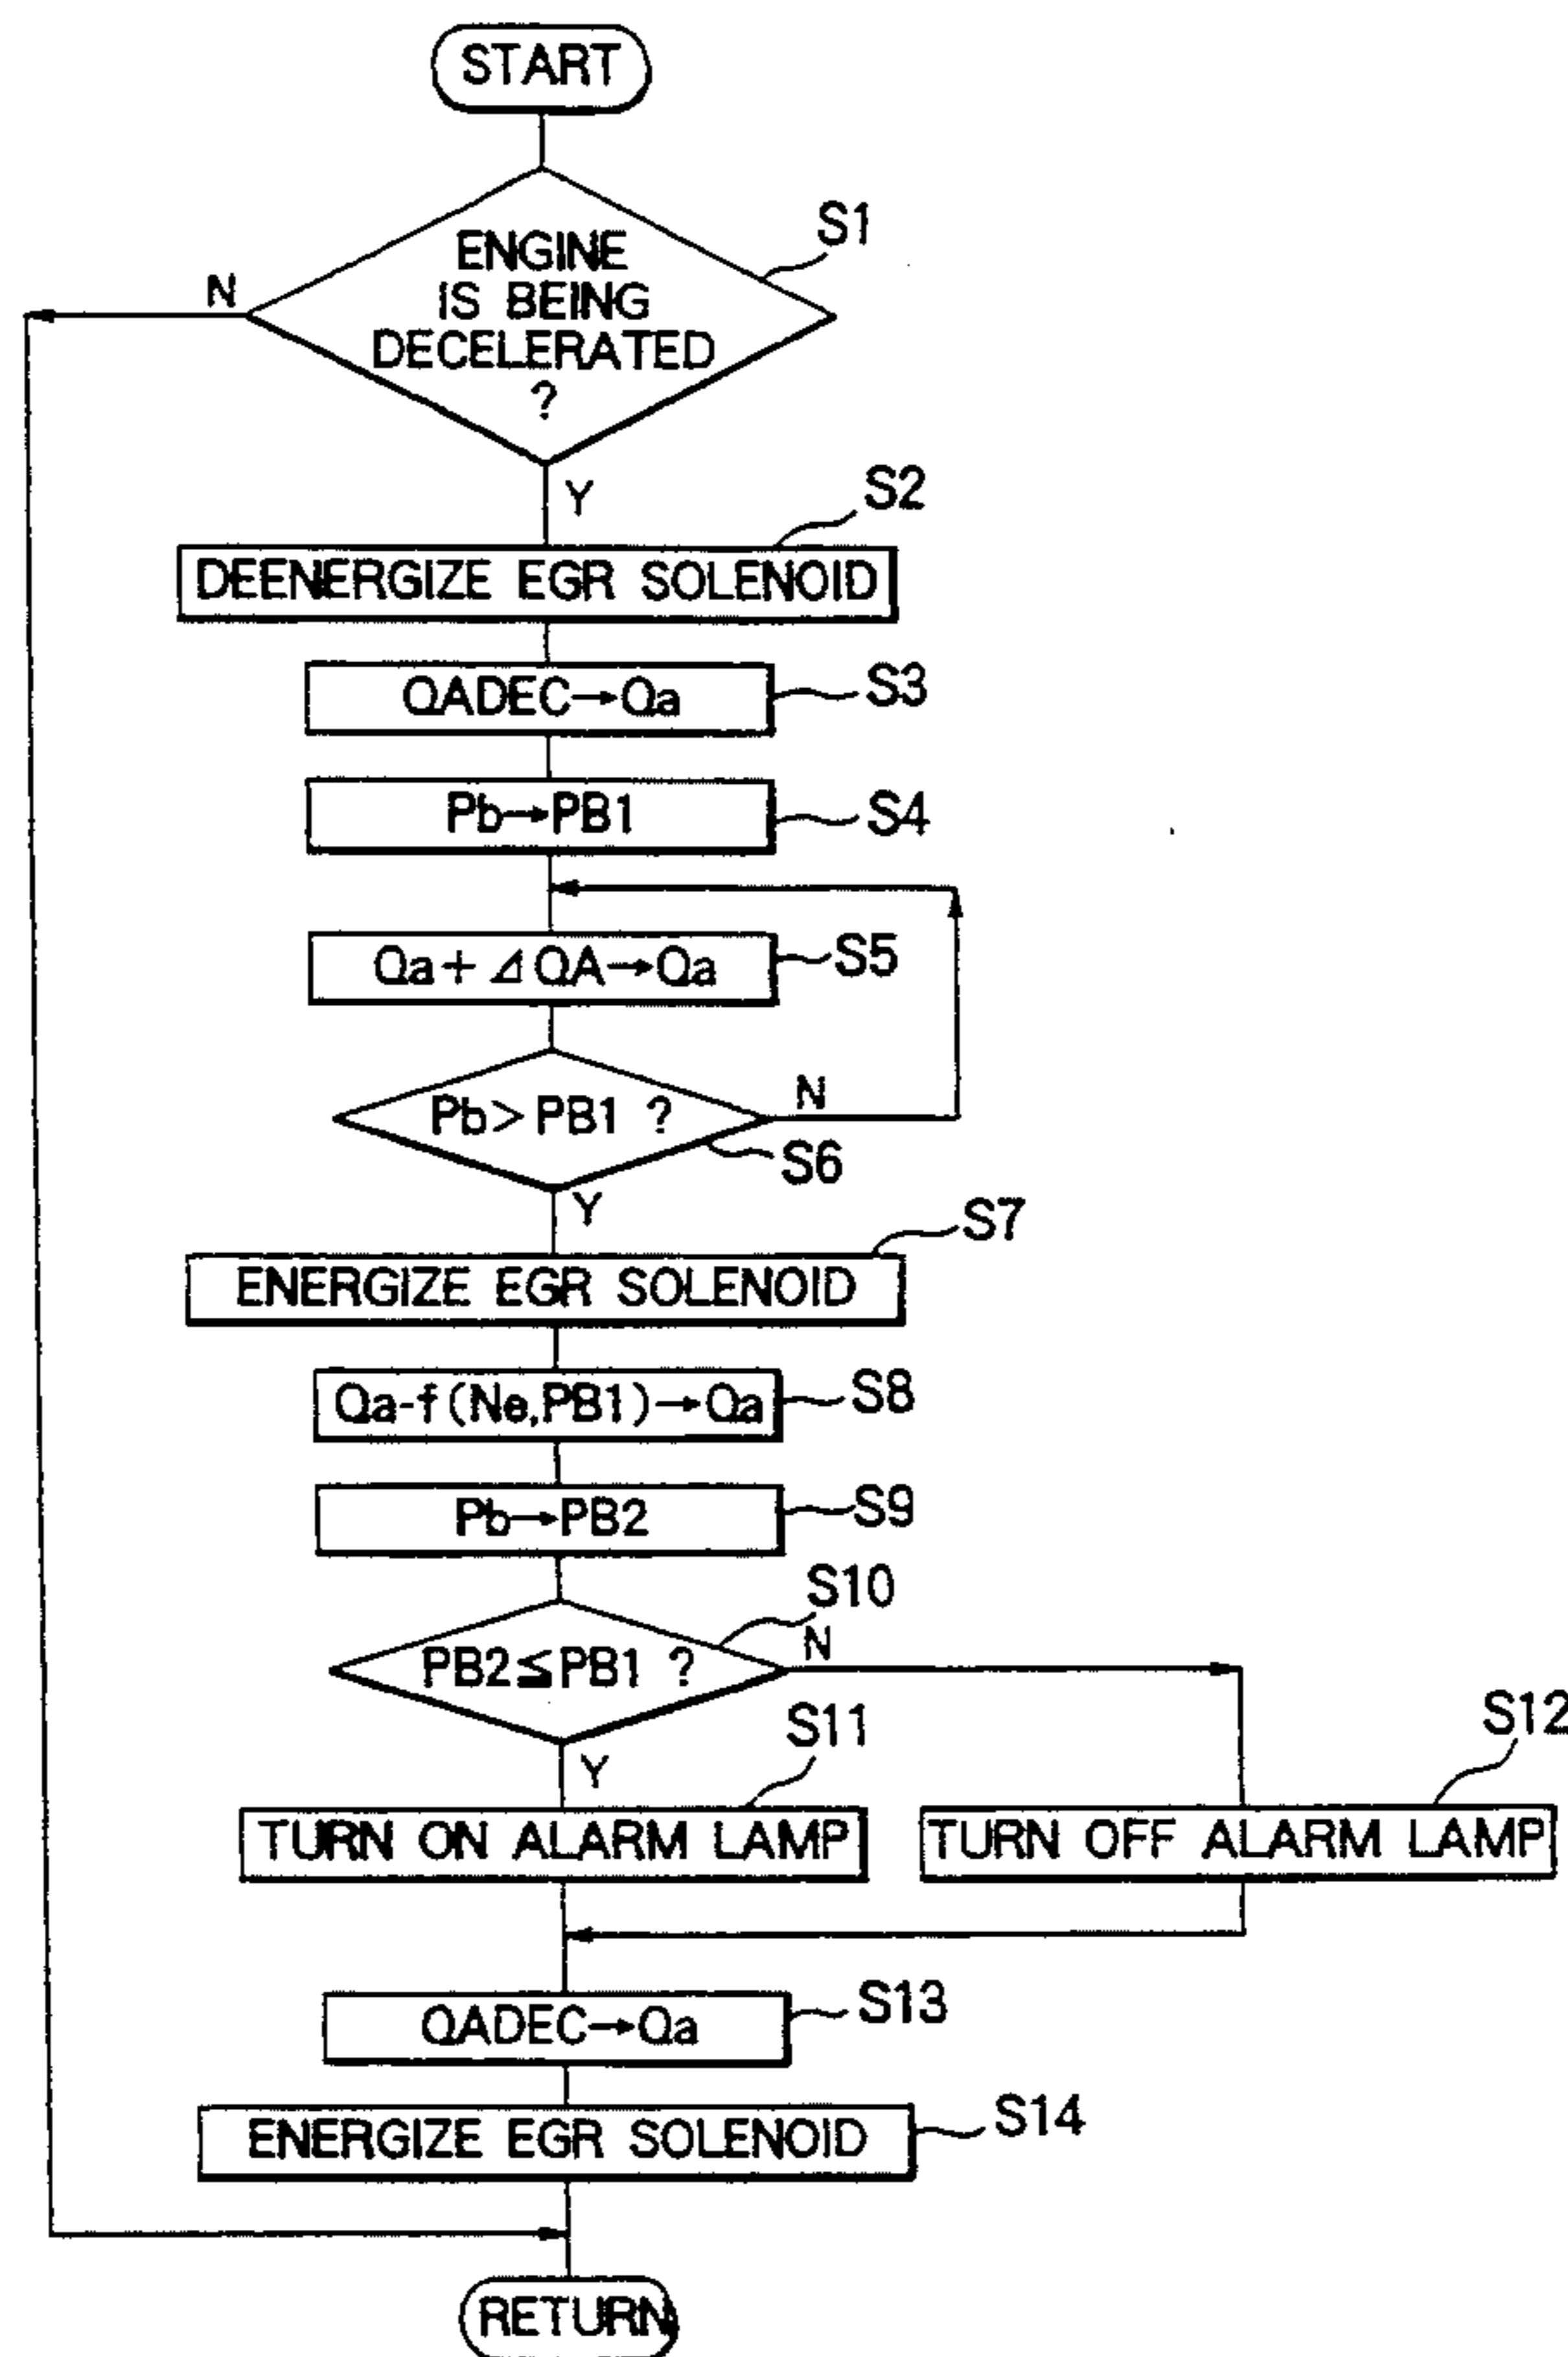 START
S1
ENGINE
IS BEING
DECELERATED
?
N
Y
S2
DEENERGIZE EGR SOLENOID
QADEC→Qa
S3
Pb→PB1
S4
Qa+⊿QA→Qa
S5
Pb>PB1 ?
N
S6
Y
S7
ENERGIZE EGR SOLENOID
Qa-f(Ne,PB1)→Qa
S8
Pb→PB2
S9
S10
PB2≦PB1 ?
N
S11
S12
Y
TURN ON ALARM LAMP
TURN OFF ALARM LAMP
QADEC→Qa
S13
ENERGIZE EGR SOLENOID
S14
RETURN